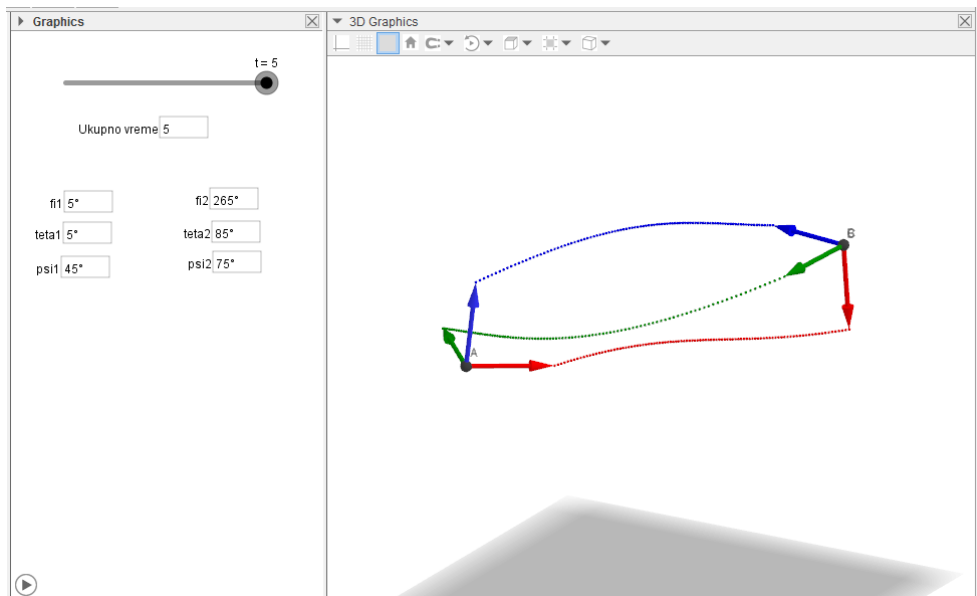 Graphics
3D Graphics
t = 5
Ukupno vreme 5
fi1 5°
fi2 265°
teta1 5°
teta2 85°
psi1 45°
psi2 75°
B
A